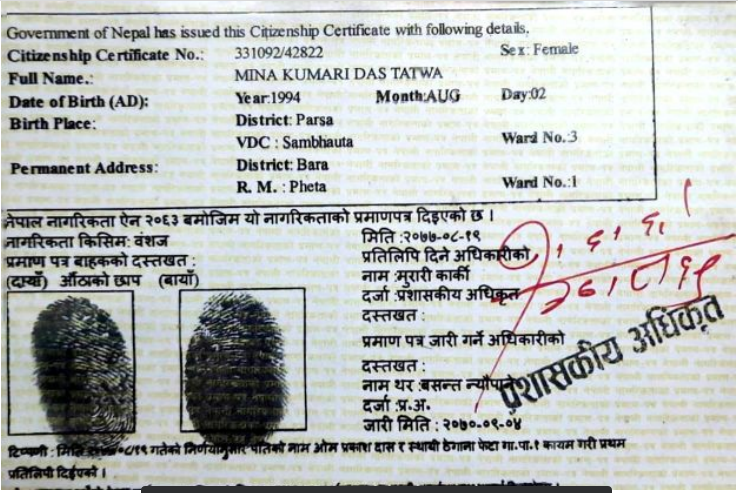 Government of Nepal has issued this Citizenship Certificate with following details.
Citizenship Certificate No.: 331092/42822 Sex: Female
Full Name.: MINA KUMARI DAS TATWA
Date of Birth (AD): Year:1994 Month:AUG Day:02
Birth Place: District: Parsa
VDC : Sambhauta Ward No.:3
Permanent Address: District: Bara
R. M. : Pheta Ward No.:1
नेपाल नागरिकता ऐन २०६३ बमोजिम यो नागरिकताको प्रमाणपत्र दिइएको छ ।
नागरिकता किसिम: वंशज
प्रमाण पत्र बाहकको दस्तखत :
(दायाँ) औंठाको छाप (बायाँ)
मिति :२०७७-०८-१९
प्रतिलिपि दिने अधिकारीको
नाम :मुरारी कार्की
दर्जा :प्रशासकीय अधिकृत
दस्तखत :
प्रमाण पत्र जारी गर्ने अधिकारीको
दस्तखत :
नाम थर :बसन्त न्यौपाने
दर्जा :प्र.अ.
जारी मिति : २०७०-०९-०४
प्रशासकीय अधिकृत
टिप्पणी : मिति गतेको निर्णयानुसार पतिको नाम ओम प्रकाश दास र स्थायी ठेगाना फेटा गा.पा.१ कायम गरी प्रथम
प्रतिलिपी दिईएको ।